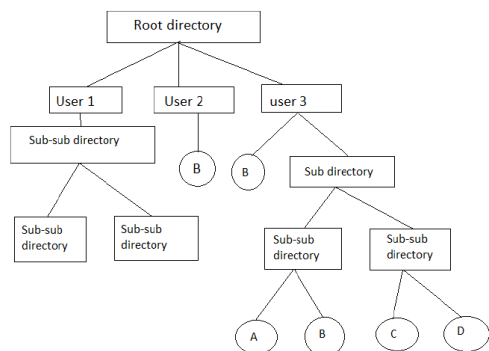 Root directory
User 1
User 2
user 3
Sub-sub directory
B
B
Sub directory
Sub-sub
directory
Sub-sub
directory
Sub-sub
directory
Sub-sub
directory
A
B
C
D